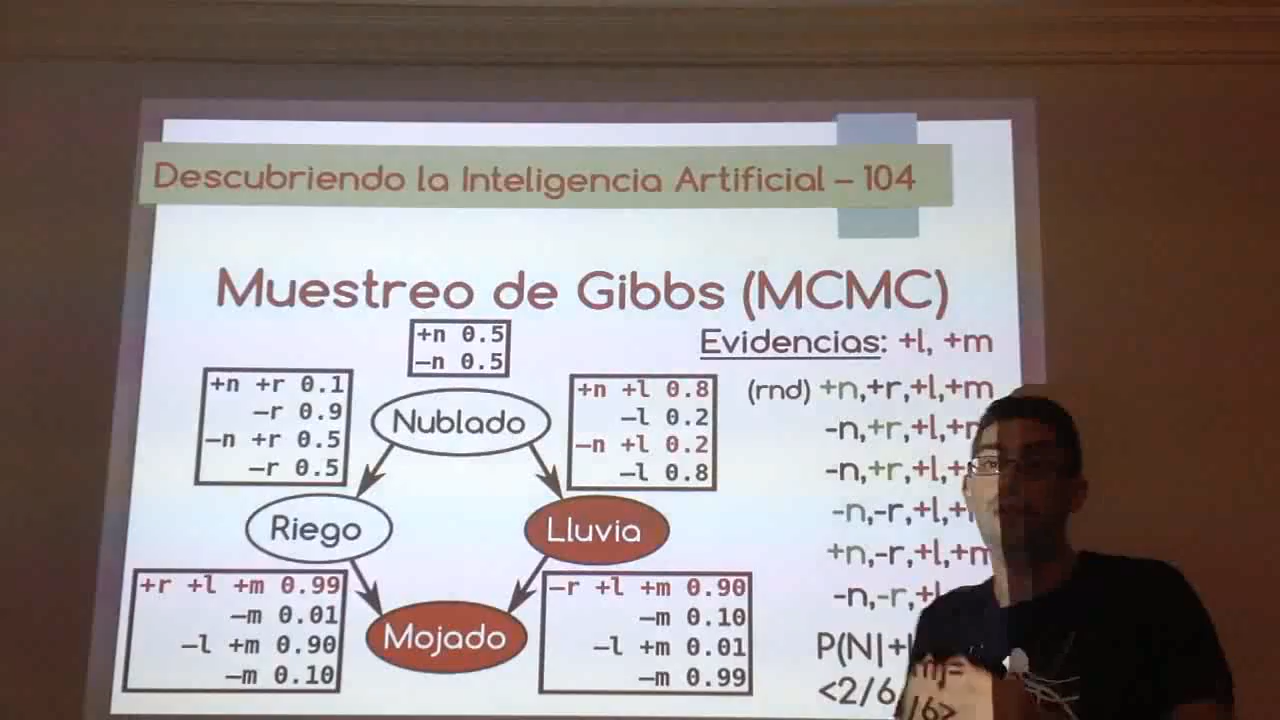 Descubriendo la Inteligencia Artificial – 104
Muestreo de Gibbs (MCMC)
+n 0.5
–n 0.5
Evidencias: +l, +m
+n +r 0.1
–r 0.9
–n +r 0.5
–r 0.5
Nublado
+n +l 0.8
–l 0.2
–n +l 0.2
–l 0.8
(rnd) +n,+r,+l,+m
-n,+r,+l,+m
-n,+r,+l,+
-n,-r,+l,+
+n,-r,+l,+m
-n,-r,+l
Riego
Lluvia
+r +l +m 0.99
–m 0.01
–l +m 0.90
–m 0.10
Mojado
–r +l +m 0.90
–m 0.10
–l +m 0.01
–m 0.99
P(N|+
m)=
<2/6
/6>